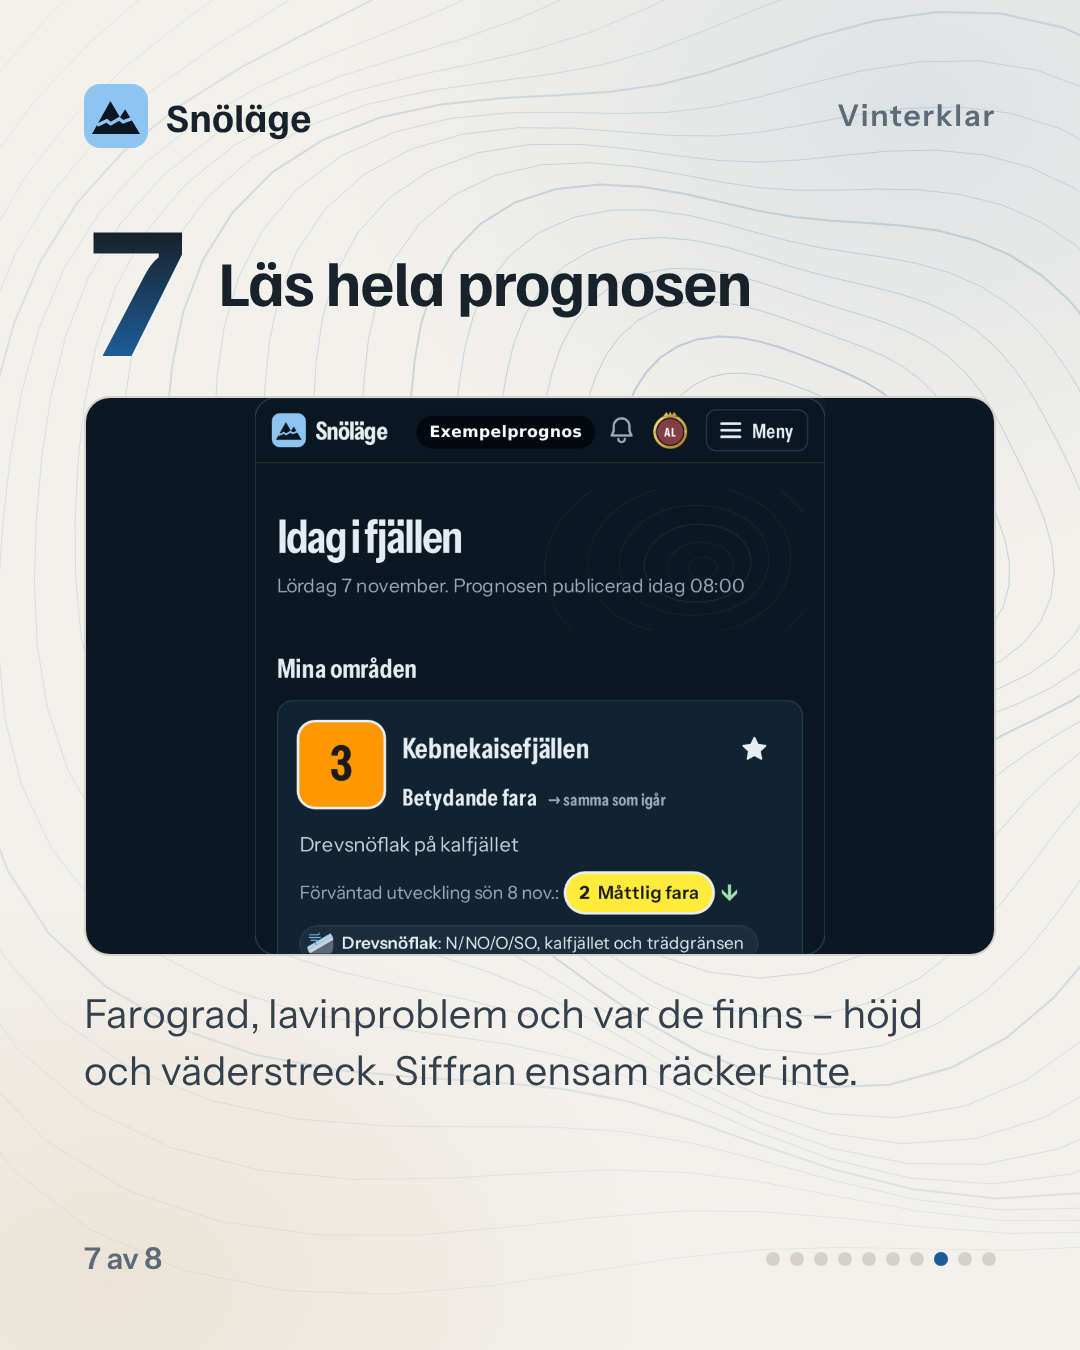 Snöläge
Vinterklar
7
Läs hela prognosen
Snöläge
Exempelprognos
AL
Meny
Idag i fjällen
Lördag 7 november. Prognosen publicerad idag 08:00
Mina områden
3
Kebnekaisefjällen
Betydande fara → samma som igår
Drevsnöflak på kalfjället
Förväntad utveckling sön 8 nov.: 2 Måttlig fara ↓
Drevsnöflak: N/NO/O/SO, kalfjället och trädgränsen
Farograd, lavinproblem och var de finns – höjd
och väderstreck. Siffran ensam räcker inte.
7 av 8